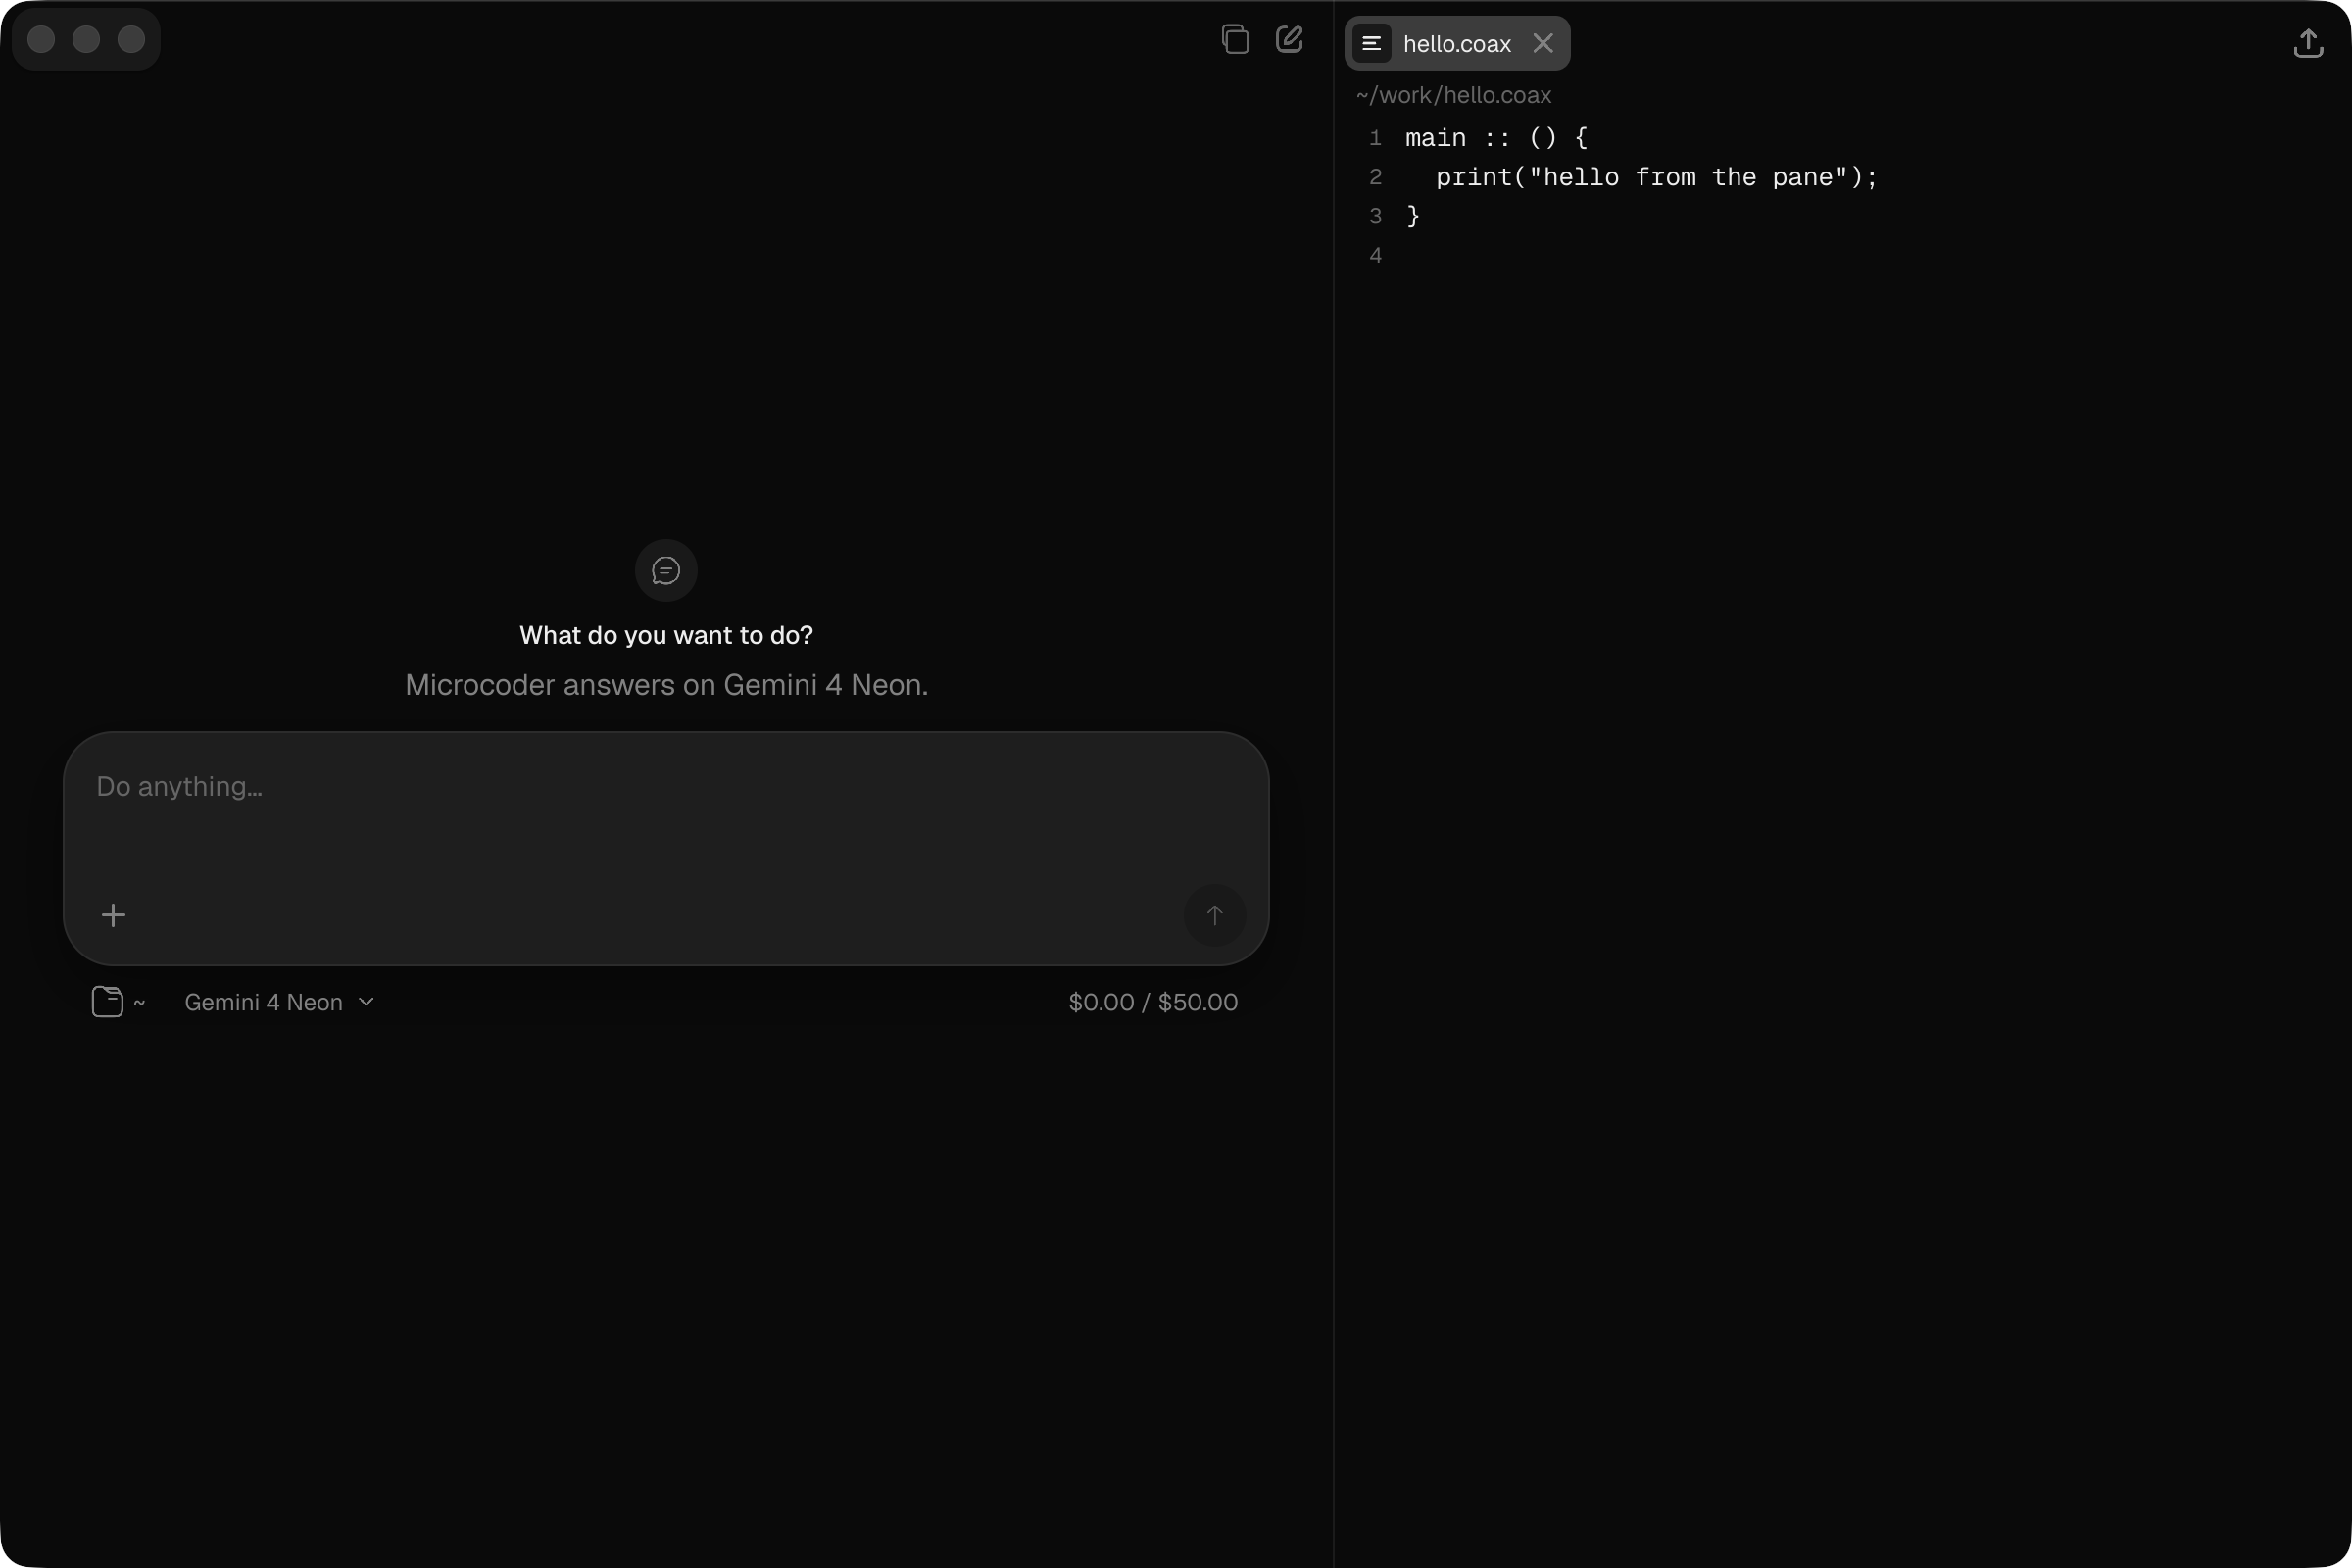 What do you want to do?
Microcoder answers on Gemini 4 Neon.
Do anything...
~ Gemini 4 Neon $0.00 / $50.00
hello.coax
~/work/hello.coax
1 main :: () {
2   print("hello from the pane");
3 }
4